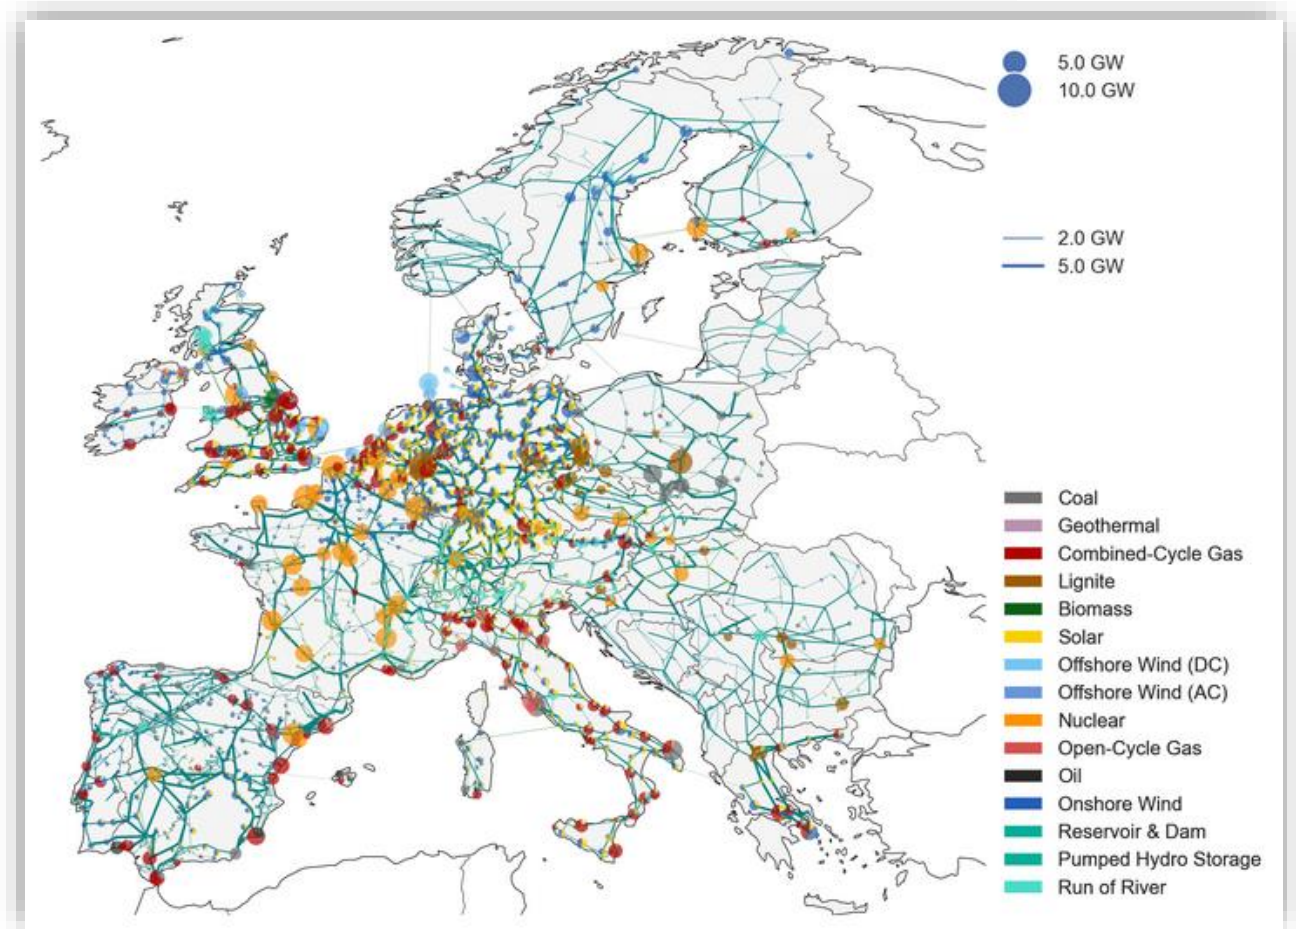 5.0 GW
10.0 GW
2.0 GW
5.0 GW
Coal
Geothermal
Combined-Cycle Gas
Lignite
Biomass
Solar
Offshore Wind (DC)
Offshore Wind (AC)
Nuclear
Open-Cycle Gas
Oil
Onshore Wind
Reservoir & Dam
Pumped Hydro Storage
Run of River